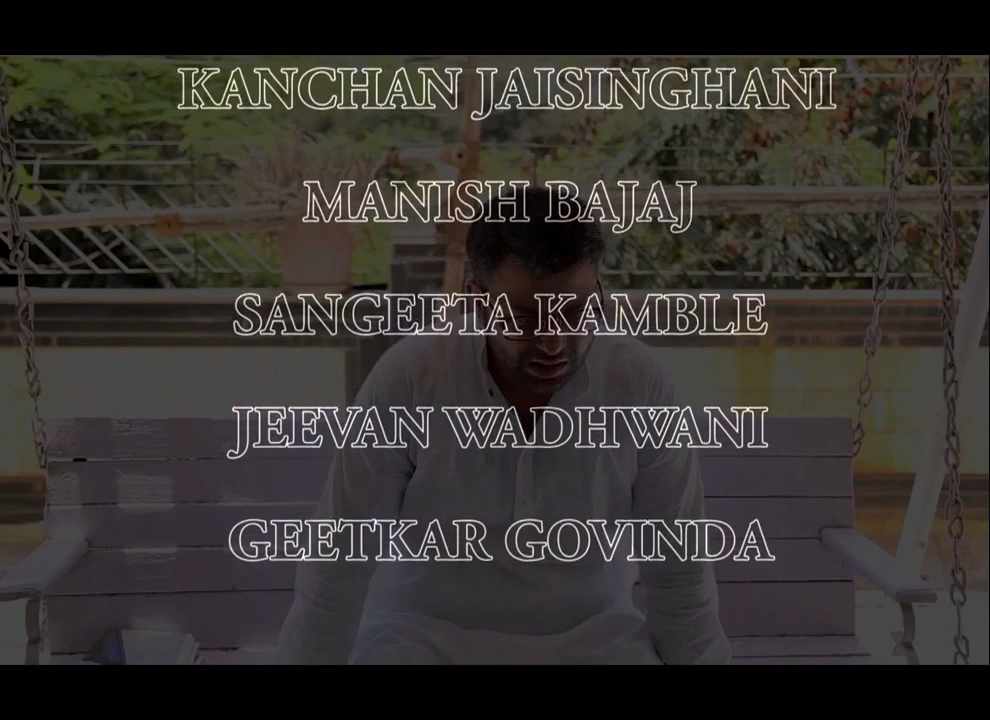 KANCHAN JAISINGHANI
MANISH BAJAJ
SANGEETA KAMBLE
JEEVAN WADHWANI
GEETKAR GOVINDA